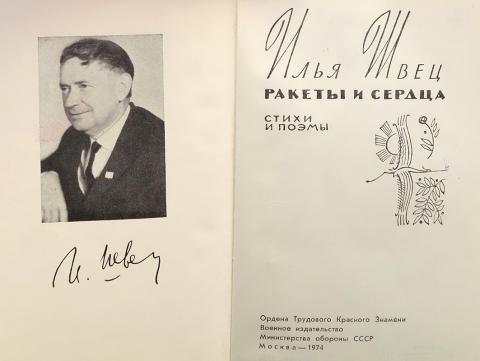 И. Швец
Илья Швец
РАКЕТЫ И СЕРДЦА
СТИХИ
И ПОЭМЫ
Ордена Трудового Красного Знамени
Военное издательство
Министерства обороны СССР
Москва—1974